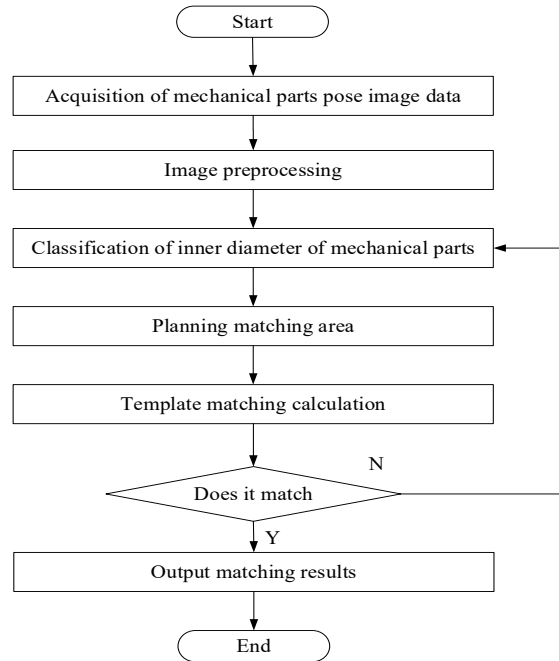 Start
Acquisition of mechanical parts pose image data
Image preprocessing
Classification of inner diameter of mechanical parts
Planning matching area
Template matching calculation
N
Does it match
Y
Output matching results
End